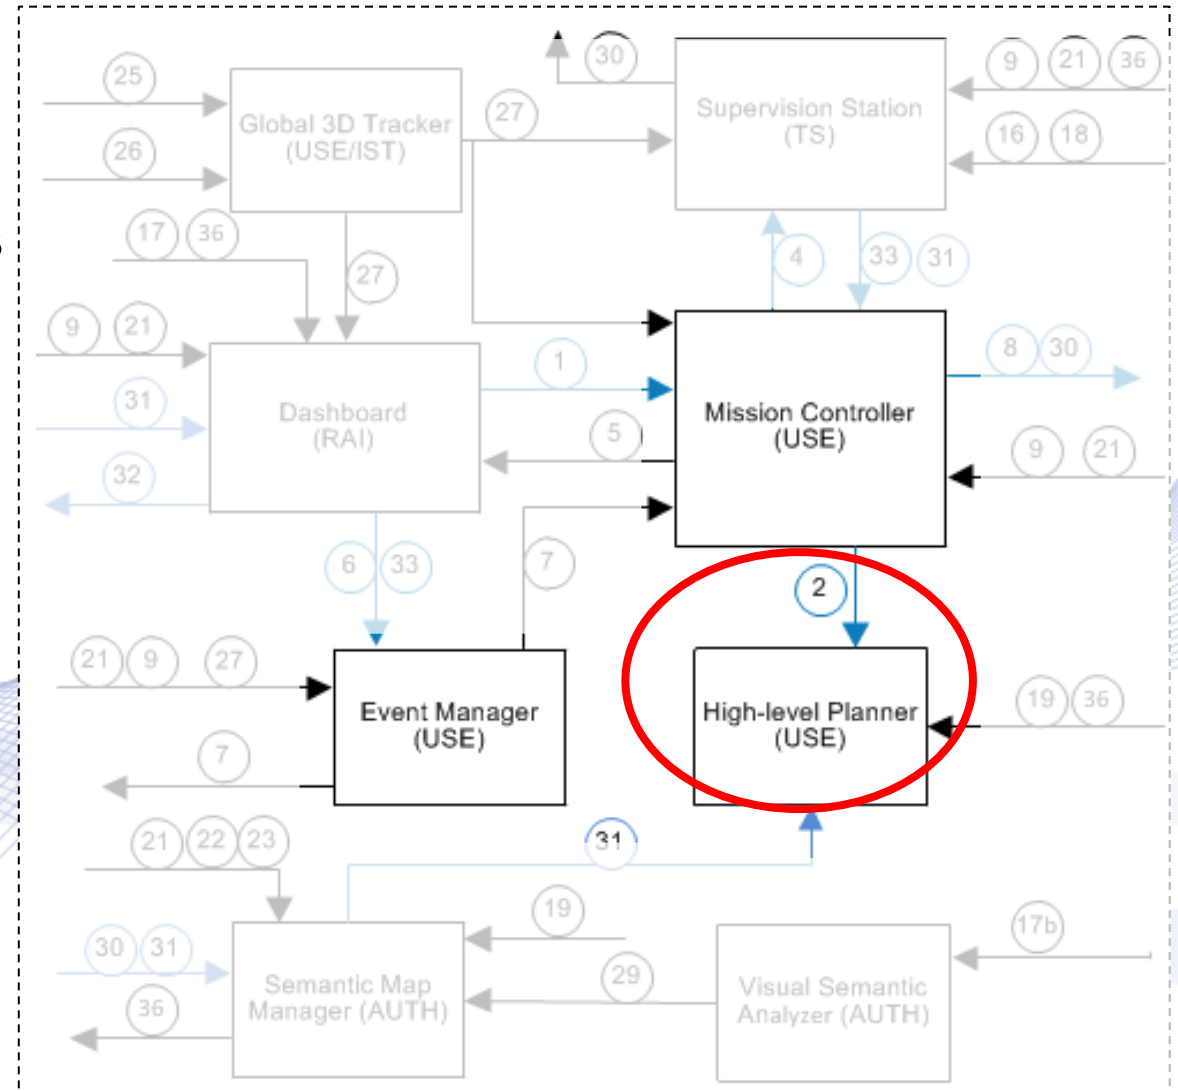 30
9 21 36
25
Supervision Station
(TS)
27
Global 3D Tracker
(USE/IST)
16 18
26
17 36
4
33 31
27
9 21
1
8 30
31
Dashboard
(RAI)
Mission Controller
(USE)
5
9 21
32
6 33
7
2
21 9 27
19 36
Event Manager
(USE)
High-level Planner
(USE)
7
21 22 23
31
19
17b
30 31
29
Semantic Map
Manager (AUTH)
Visual Semantic
Analyzer (AUTH)
36